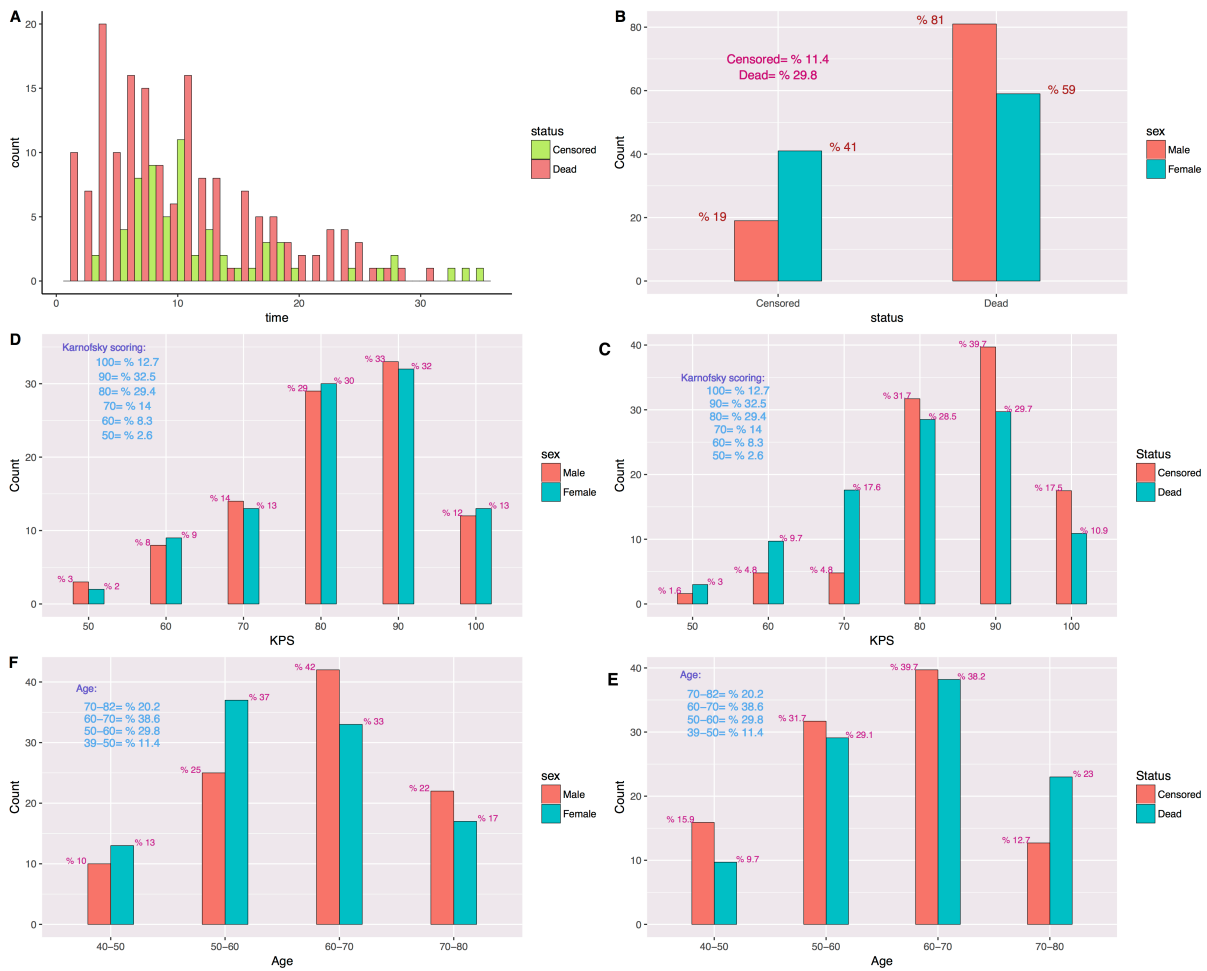 A
20
15
10
5
0
count
0
10
20
30
time
status
Censored
Dead
B
80
60
40
20
0
Count
% 81
Censored= % 11.4
Dead= % 29.8
% 59
% 41
% 19
Censored
Dead
status
sex
Male
Female
D
Karnofsky scoring:
100= % 12.7
90= % 32.5
80= % 29.4
70= % 14
60= % 8.3
50= % 2.6
30
20
10
0
Count
% 3
% 2
% 8
% 9
% 14
% 13
% 29
% 30
% 33
% 32
% 12
% 13
50
60
70
80
90
100
KPS
sex
Male
Female
C
Karnofsky scoring:
100= % 12.7
90= % 32.5
80= % 29.4
70= % 14
60= % 8.3
50= % 2.6
40
30
20
10
0
Count
% 1.6
% 3
% 4.8
% 9.7
% 4.8
% 17.6
% 31.7
% 28.5
% 39.7
% 29.7
% 17.5
% 10.9
50
60
70
80
90
100
KPS
Status
Censored
Dead
F
Age:
70−82= % 20.2
60−70= % 38.6
50−60= % 29.8
39−50= % 11.4
40
30
20
10
0
Count
% 10
% 13
% 25
% 37
% 42
% 33
% 22
% 17
40−50
50−60
60−70
70−80
Age
sex
Male
Female
E
Age:
70−82= % 20.2
60−70= % 38.6
50−60= % 29.8
39−50= % 11.4
40
30
20
10
0
Count
% 15.9
% 9.7
% 31.7
% 29.1
% 39.7
% 38.2
% 12.7
% 23
40−50
50−60
60−70
70−80
Age
Status
Censored
Dead